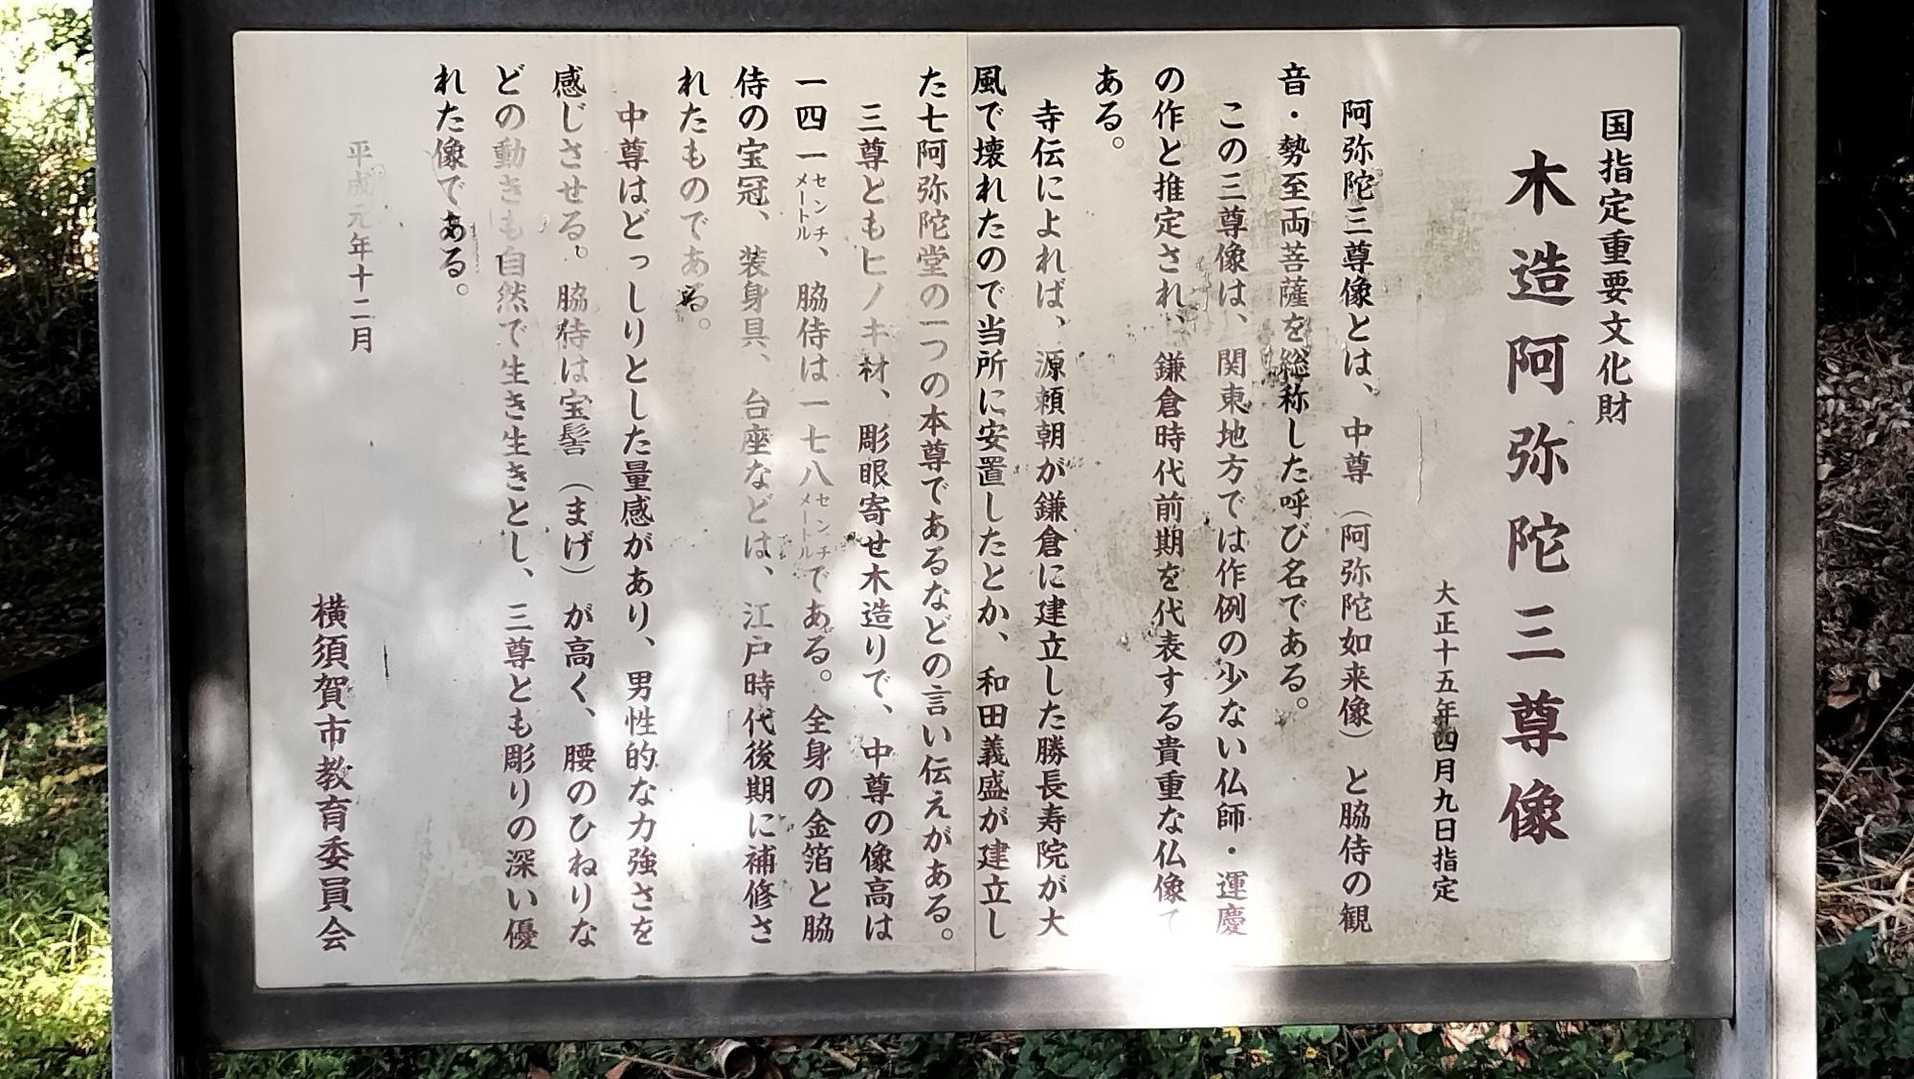 国指定重要文化財
木造阿弥陀三尊像
大正十五年四月九日指定
阿弥陀三尊像とは、中尊（阿弥陀如来像）と脇侍の観
音・勢至両菩薩を総称した呼び名である。
この三尊像は、関東地方では作例の少ない仏師・運慶
の作と推定され、鎌倉時代前期を代表する貴重な仏像で
ある。
寺伝によれば、源頼朝が鎌倉に建立した勝長寿院が大
風で壊れたので当所に安置したとか、和田義盛が建立し
た七阿弥陀堂の一つの本尊であるなどの言い伝えがある。
三尊ともヒノキ材、彫眼寄せ木造りで、中尊の像高は
一四一センチメートル、脇侍は一七八センチメートルである。全身の金箔と脇
侍の宝冠、装身具、台座などは、江戸時代後期に補修さ
れたものである。
中尊はどっしりとした量感があり、男性的な力強さを
感じさせる。脇侍は宝髻（まげ）が高く、腰のひねりな
どの動きも自然で生き生きとし、三尊とも彫りの深い優
れた像である。
平成元年十二月
横須賀市教育委員会